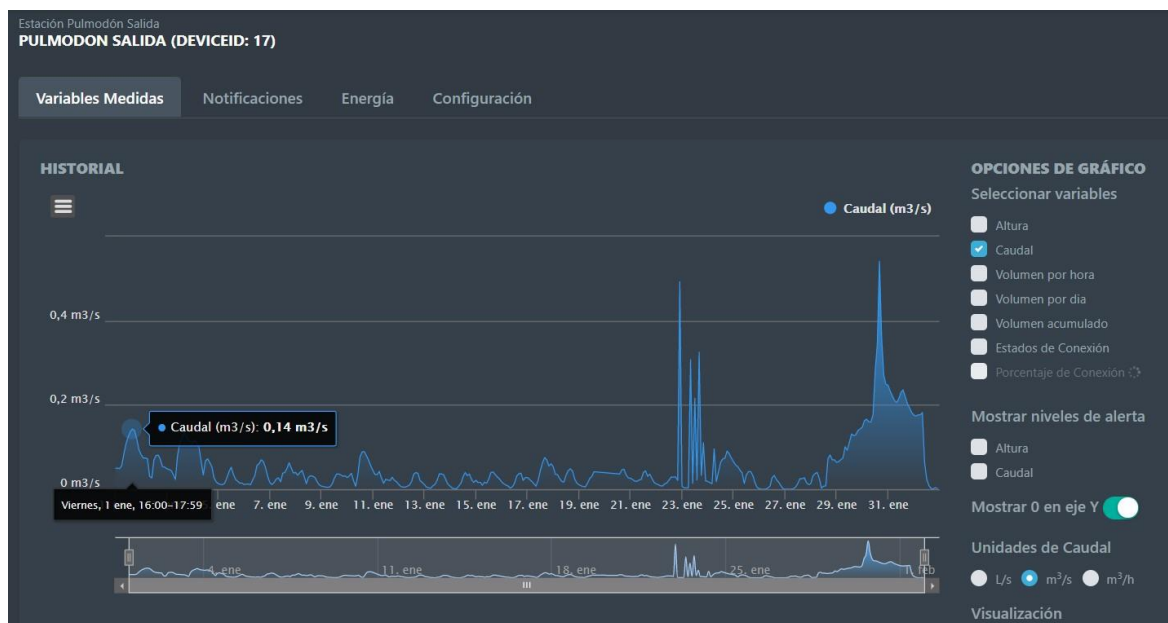 Estación Pulmodón Salida
PULMODON SALIDA (DEVICEID: 17)
Variables Medidas Notificaciones Energía Configuración
HISTORIAL
Caudal (m3/s)
0,4 m3/s
0,2 m3/s
0 m3/s
Caudal (m3/s): 0,14 m3/s
Viernes, 1 ene, 16:00–17:59
ene 7. ene 9. ene 11. ene 13. ene 15. ene 17. ene 19. ene 21. ene 23. ene 25. ene 27. ene 29. ene 31. ene
4. ene 11. ene 18. ene 25. ene 1. feb
OPCIONES DE GRÁFICO
Seleccionar variables
Altura
Caudal
Volumen por hora
Volumen por día
Volumen acumulado
Estados de Conexión
Porcentaje de Conexión
Mostrar niveles de alerta
Altura
Caudal
Mostrar 0 en eje Y
Unidades de Caudal
L/s m³/s m³/h
Visualización